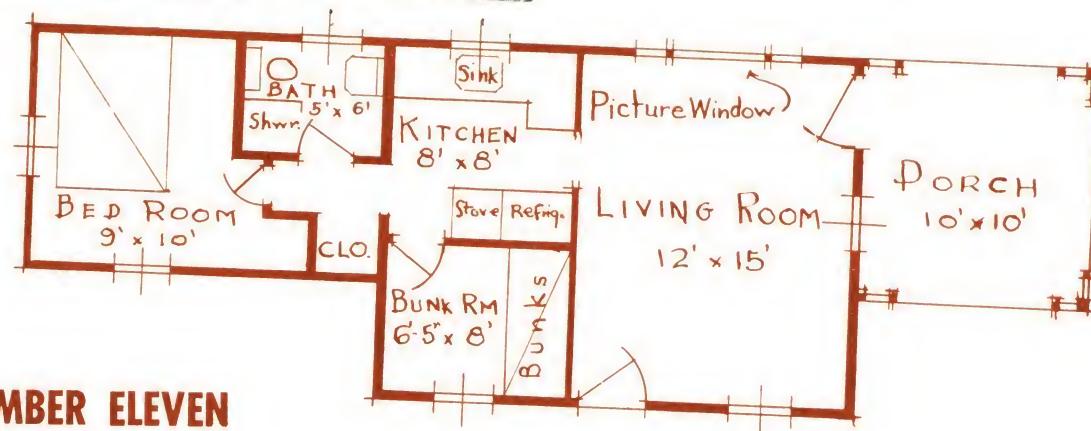 BATH
5' x 6'
Shwr.
Sink
KITCHEN
8' x 8'
Picture Window
PORCH
10' x 10'
BED ROOM
9' x 10'
CLO.
Stove
Refrig.
LIVING ROOM
12' x 15'
BUNK RM
6'-5" x 8'
Bunks
MBER ELEVEN